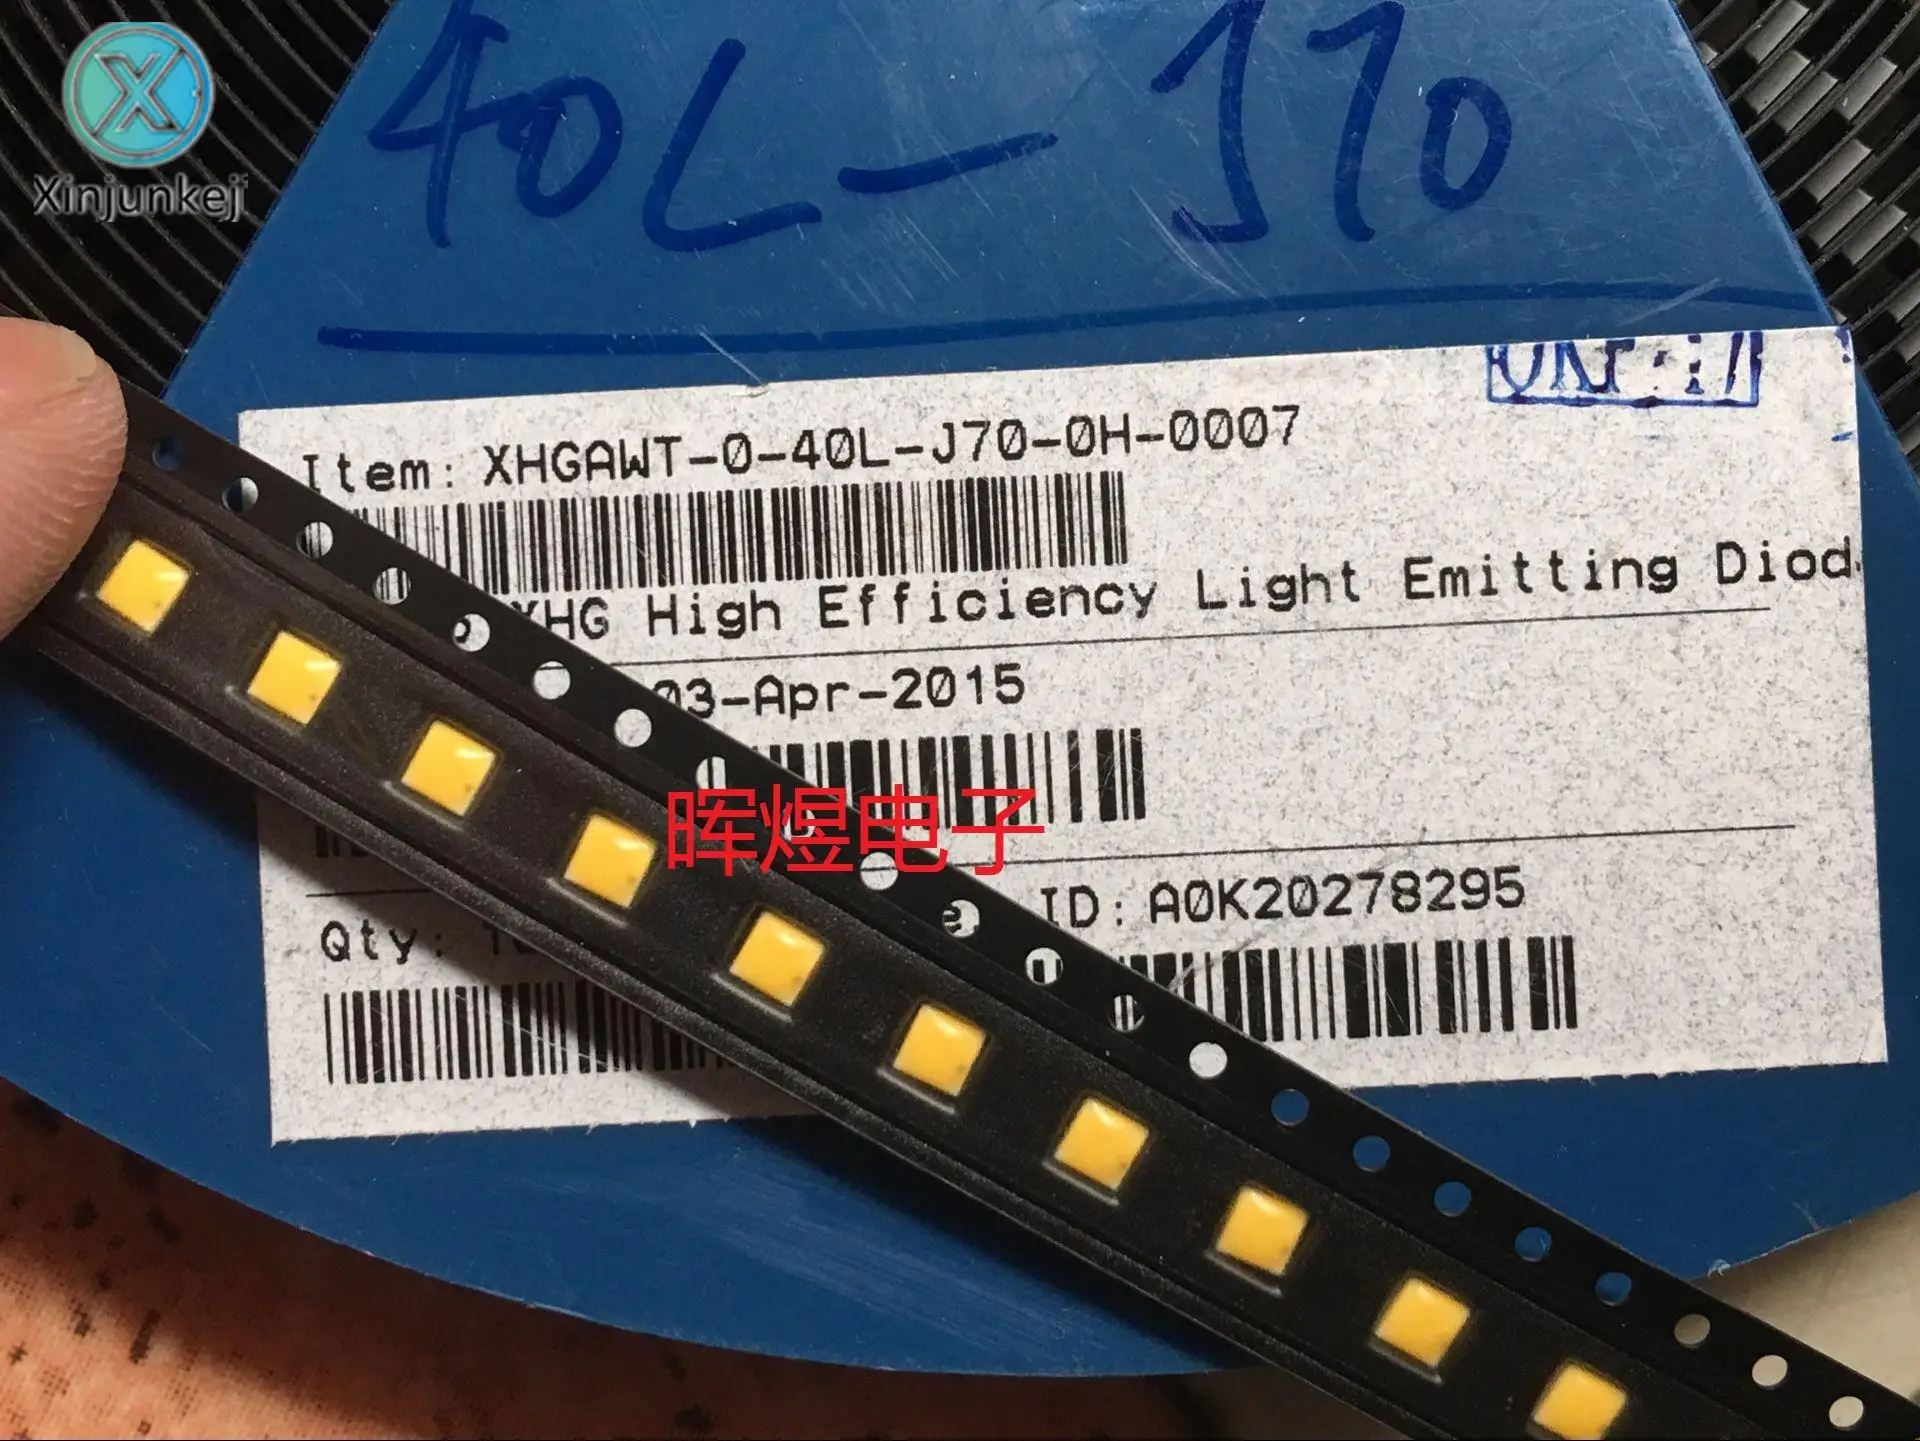 Xinjunkej
40L-J70
Item: XHGAWT-0-40L-J70-0H-0007
XHG High Efficiency Light Emitting Diod
03-Apr-2015
晖煜电子
ID: A0K20278295
Qty: